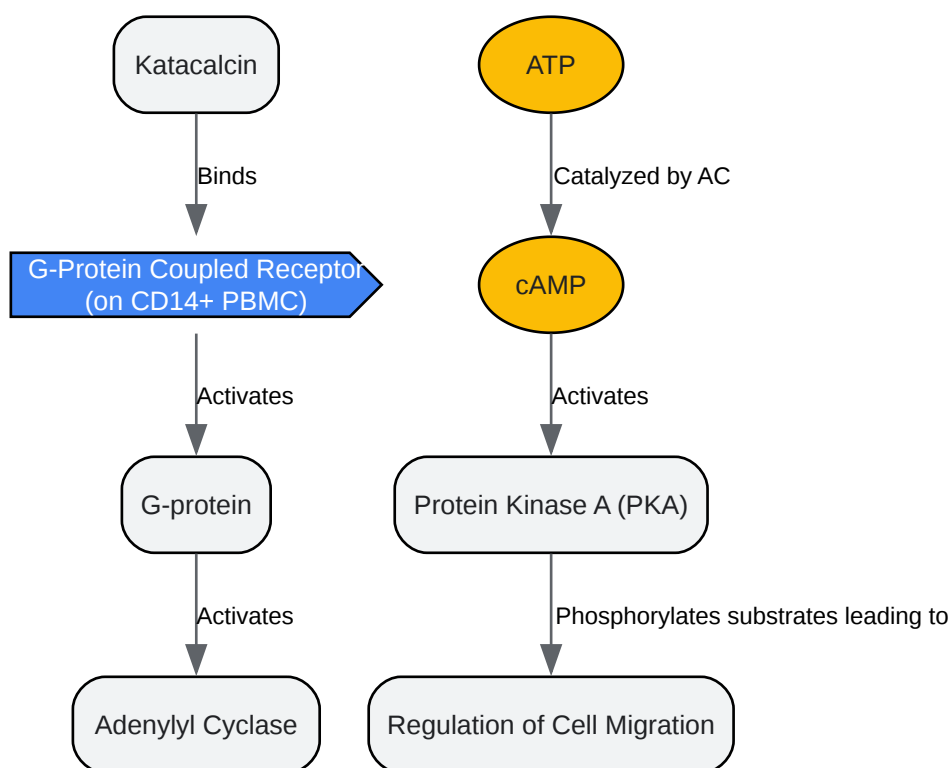 Katacalcin
ATP
Binds
Catalyzed by AC
G-Protein Coupled Receptor
(on CD14+ PBMC)
cAMP
Activates
Activates
G-protein
Protein Kinase A (PKA)
Activates
Phosphorylates substrates leading to
Adenylyl Cyclase
Regulation of Cell Migration